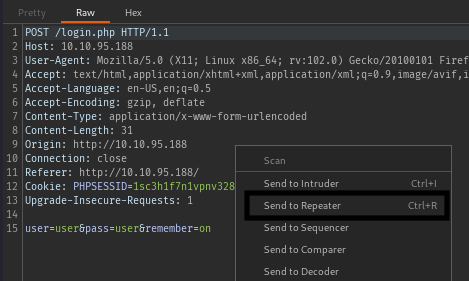 Pretty Raw Hex
1 POST /login.php HTTP/1.1
2 Host: 10.10.95.188
3 User-Agent: Mozilla/5.0 (X11; Linux x86_64; rv:102.0) Gecko/20100101 Firef
4 Accept: text/html,application/xhtml+xml,application/xml;q=0.9,image/avif,i
5 Accept-Language: en-US,en;q=0.5
6 Accept-Encoding: gzip, deflate
7 Content-Type: application/x-www-form-urlencoded
8 Content-Length: 31
9 Origin: http://10.10.95.188
10 Connection: close
11 Referer: http://10.10.95.188/
12 Cookie: PHPSESSID=1sc3h1f7n1vpnv328
13 Upgrade-Insecure-Requests: 1
14
15 user=user&pass=user&remember=on
Scan
Send to Intruder Ctrl+I
Send to Repeater Ctrl+R
Send to Sequencer
Send to Comparer
Send to Decoder